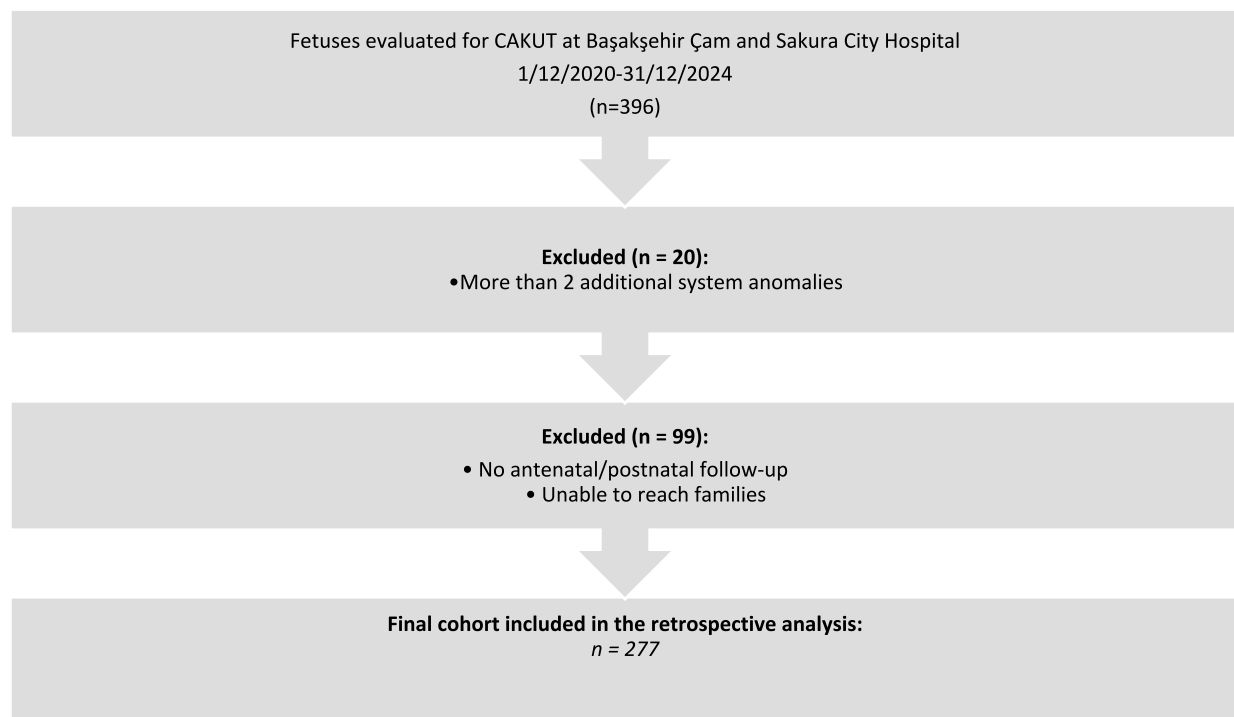 Fetuses evaluated for CAKUT at Başakşehir Çam and Sakura City Hospital
1/12/2020-31/12/2024
(n=396)
Excluded (n = 20):
•More than 2 additional system anomalies
Excluded (n = 99):
• No antenatal/postnatal follow-up
• Unable to reach families
Final cohort included in the retrospective analysis:
n = 277